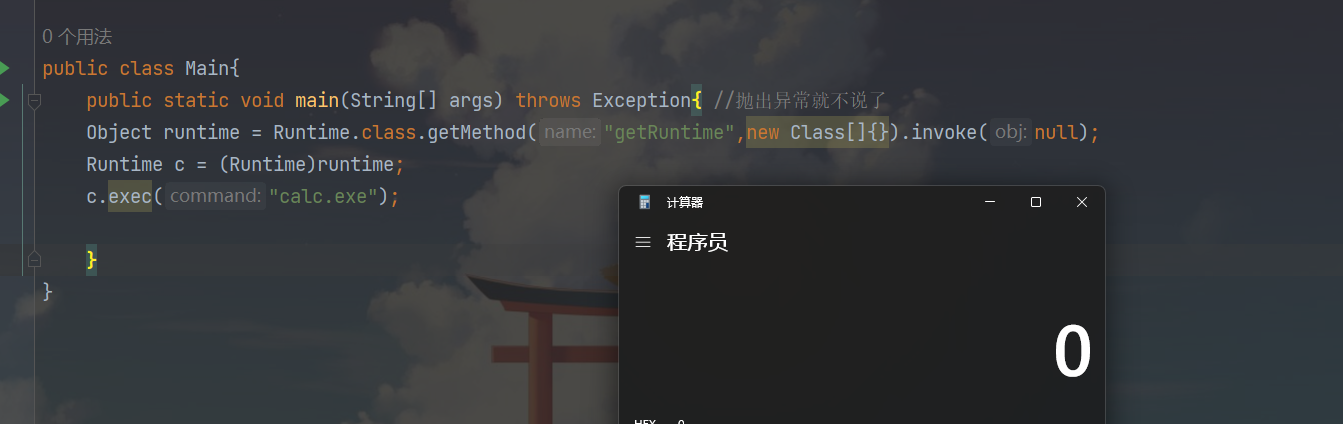 0 个用法
public class Main{
public static void main(String[] args) throws Exception{ //抛出异常就不说了
Object runtime = Runtime.class.getMethod( name: "getRuntime",new Class[]{}).invoke( obj: null);
Runtime c = (Runtime)runtime;
c.exec( command: "calc.exe");
}
}
计算器
程序员
0
HEX 0